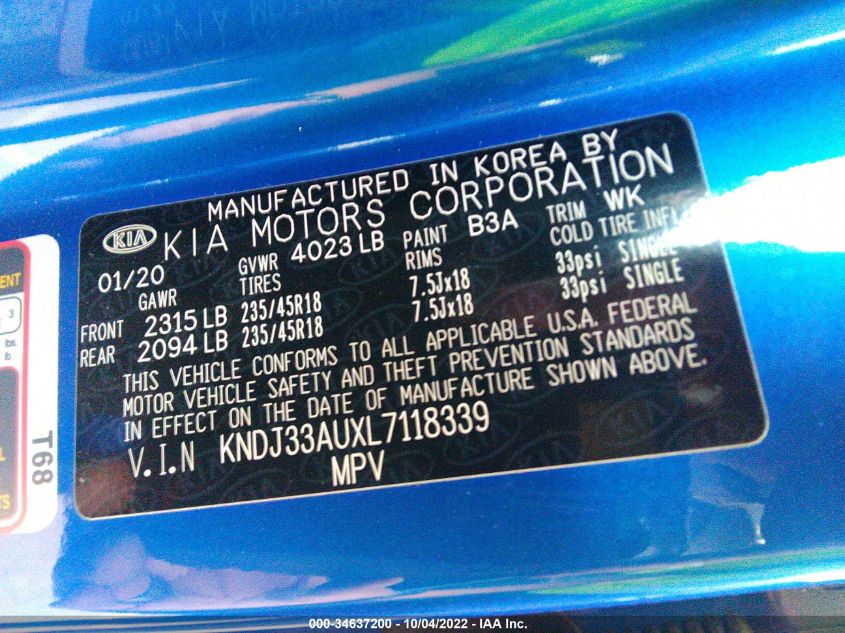 MANUFACTURED IN KOREA BY
KIA KIA MOTORS CORPORATION
01/20 GVWR 4023 LB PAINT B3A TRIM WK
GAWR TIRES RIMS COLD TIRE INFL
FRONT 2315 LB 235/45R18 7.5Jx18 33psi SINGLE
REAR 2094 LB 235/45R18 7.5Jx18 33psi SINGLE
THIS VEHICLE CONFORMS TO ALL APPLICABLE U.S.A. FEDERAL
MOTOR VEHICLE SAFETY AND THEFT PREVENTION STANDARDS
IN EFFECT ON THE DATE OF MANUFACTURE SHOWN ABOVE.
V.I.N KNDJ33AUXL7118339
MPV
T68
000-34637200 - 10/04/2022 - IAA Inc.